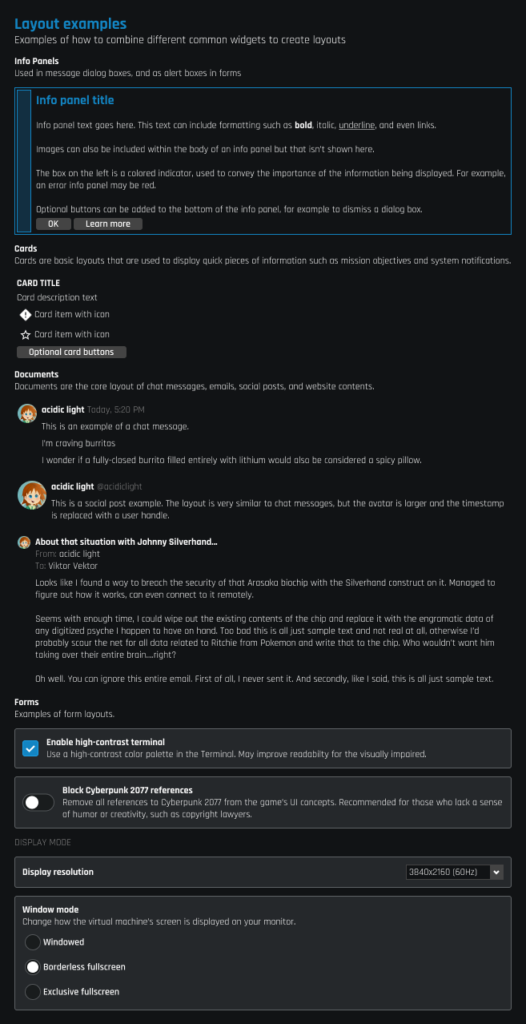 Layout examples
Examples of how to combine different common widgets to create layouts
Info Panels
Used in message dialog boxes, and as alert boxes in forms
Info panel title
Info panel text goes here. This text can include formatting such as bold, italic, underline, and even links.
Images can also be included within the body of an info panel but that isn't shown here.
The box on the left is a colored indicator, used to convey the importance of the information being displayed. For example,
an error info panel may be red.
Optional buttons can be added to the bottom of the info panel, for example to dismiss a dialog box.
OK Learn more
Cards
Cards are basic layouts that are used to display quick pieces of information such as mission objectives and system notifications.
CARD TITLE
Card description text
Card item with icon
Card item with icon
Optional card buttons
Documents
Documents are the core layout of chat messages, emails, social posts, and website contents.
acidic light Today, 5:20 PM
This is an example of a chat message.
I'm craving burritos
I wonder if a fully-closed burrito filled entirely with lithium would also be considered a spicy pillow.
acidic light @acidiclight
This is a social post example. The layout is very similar to chat messages, but the avatar is larger and the timestamp
is replaced with a user handle.
About that situation with Johnny Silverhand...
From: acidic light
To: Viktor Vektor
Looks like I found a way to breach the security of that Arasaka biochip with the Silverhand construct on it. Managed to
figure out how it works, can even connect to it remotely.
Seems with enough time, I could wipe out the existing contents of the chip and replace it with the engramatic data of
any digitized psyche I happen to have on hand. Too bad this is all just sample text and not real at all, otherwise I'd
probably scour the net for all data related to Ritchie from Pokemon and write that to the chip. Who wouldn't want him
taking over their entire brain....right?
Oh well. You can ignore this entire email. First of all, I never sent it. And secondly, like I said, this is all just sample text.
Forms
Examples of form layouts.
Enable high-contrast terminal
Use a high-contrast color palette in the Terminal. May improve readabilty for the visually impaired.
Block Cyberpunk 2077 references
Remove all references to Cyberpunk 2077 from the game's UI concepts. Recommended for those who lack a sense
of humor or creativity, such as copyright lawyers.
DISPLAY MODE
Display resolution 3840x2160 (60Hz)
Window mode
Change how the virtual machine's screen is displayed on your monitor.
Windowed
Borderless fullscreen
Exclusive fullscreen